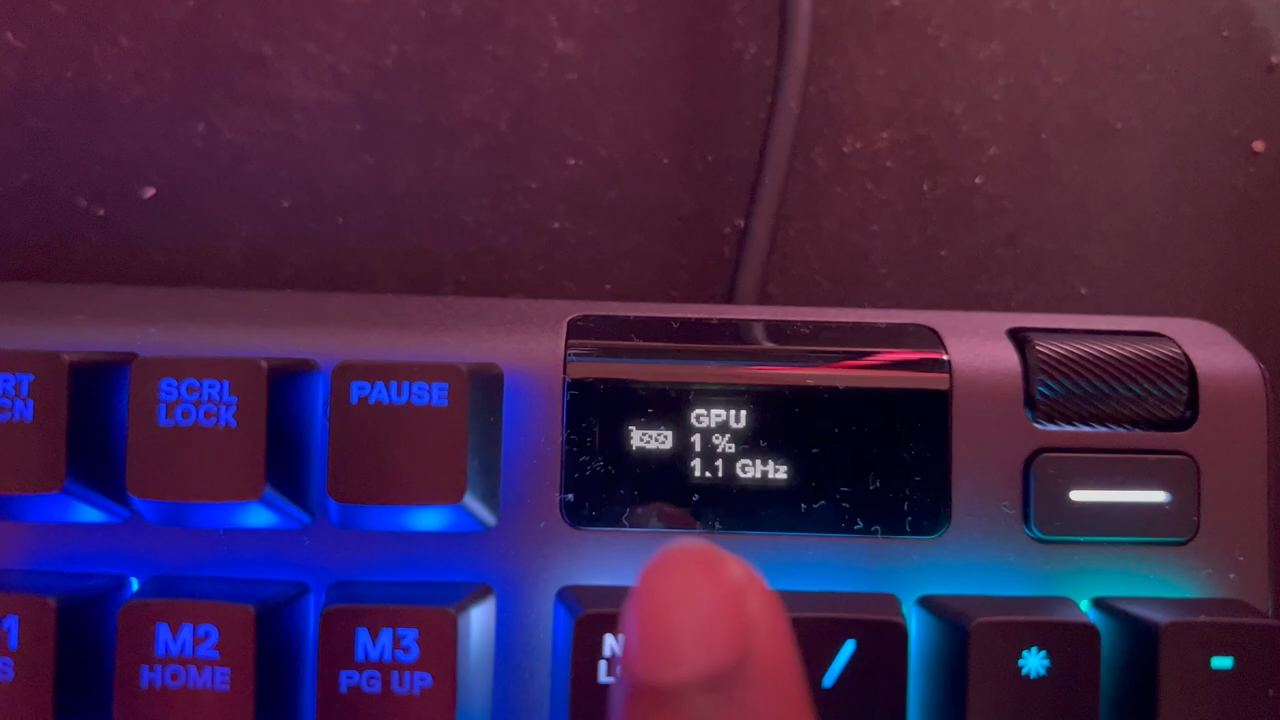 SCRL
LOCK
PAUSE
GPU
1 %
1.1 GHz
M2
HOME
M3
PG UP
/
*
-